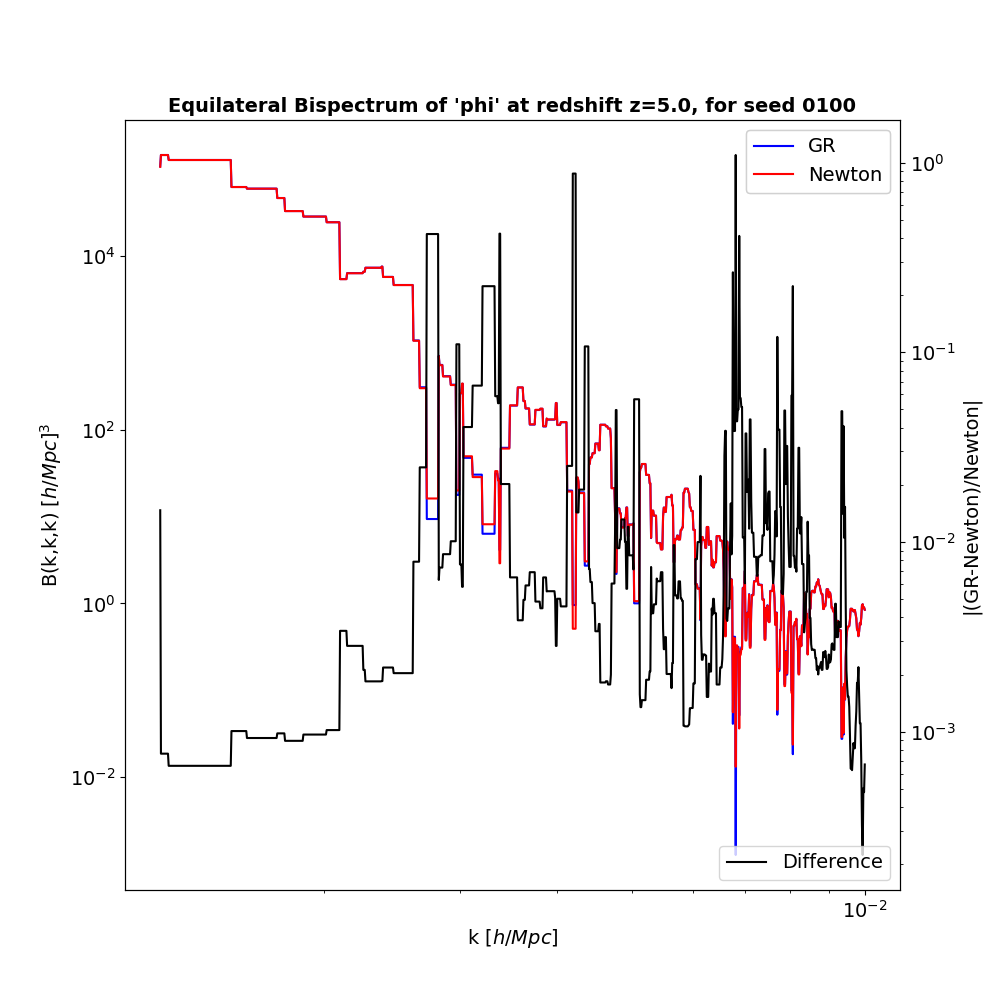 Equilateral Bispectrum of 'phi' at redshift z=5.0, for seed 0100
GR
Newton
10^4
10^2
10^0
10^-2
B(k,k,k) [h/Mpc]^3
10^0
10^-1
10^-2
10^-3
|(GR-Newton)/Newton|
Difference
10^-2
k [h/Mpc]